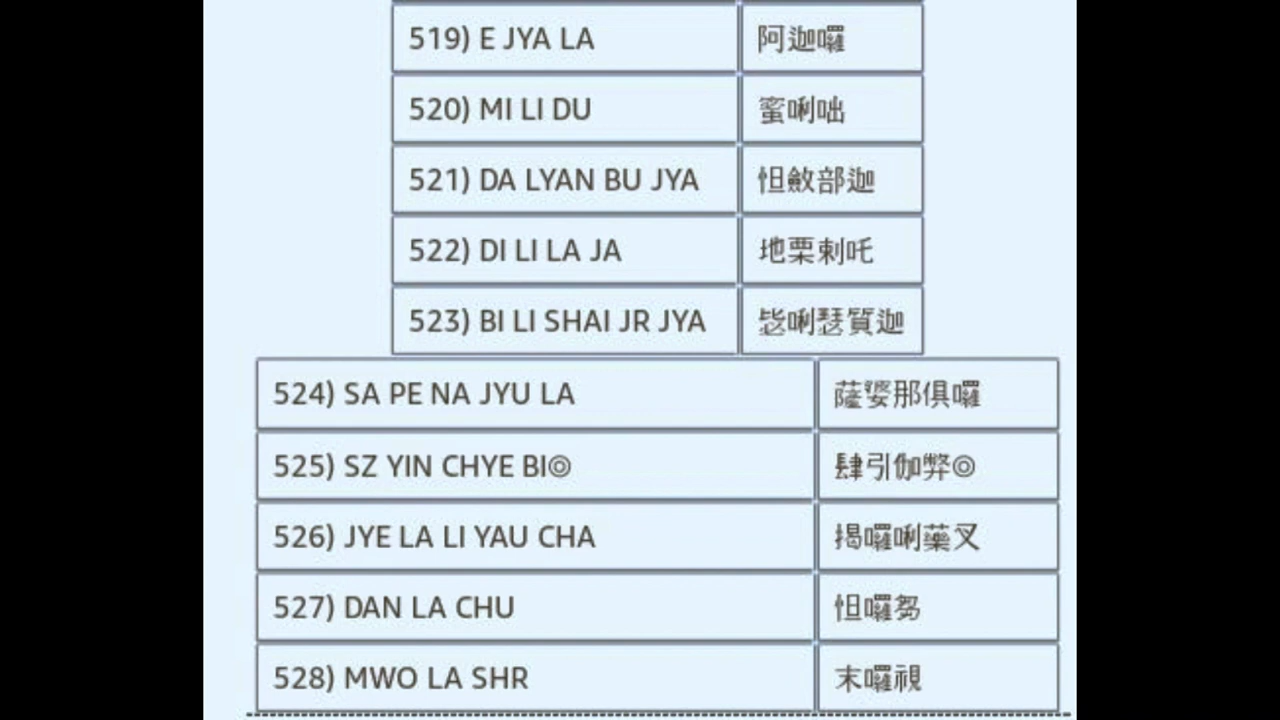 519) E JYA LA 阿迦囉
520) MI LI DU 蜜唎咄
521) DA LYAN BU JYA 怛斂部迦
522) DI LI LA JA 地栗剌吒
523) BI LI SHAI JR JYA 毖唎瑟質迦
524) SA PE NA JYU LA 薩婆那俱囉
525) SZ YIN CHYE BI◎ 肆引伽弊◎
526) JYE LA LI YAU CHA 揭囉唎藥叉
527) DAN LA CHU 怛囉芻
528) MWO LA SHR 末囉視